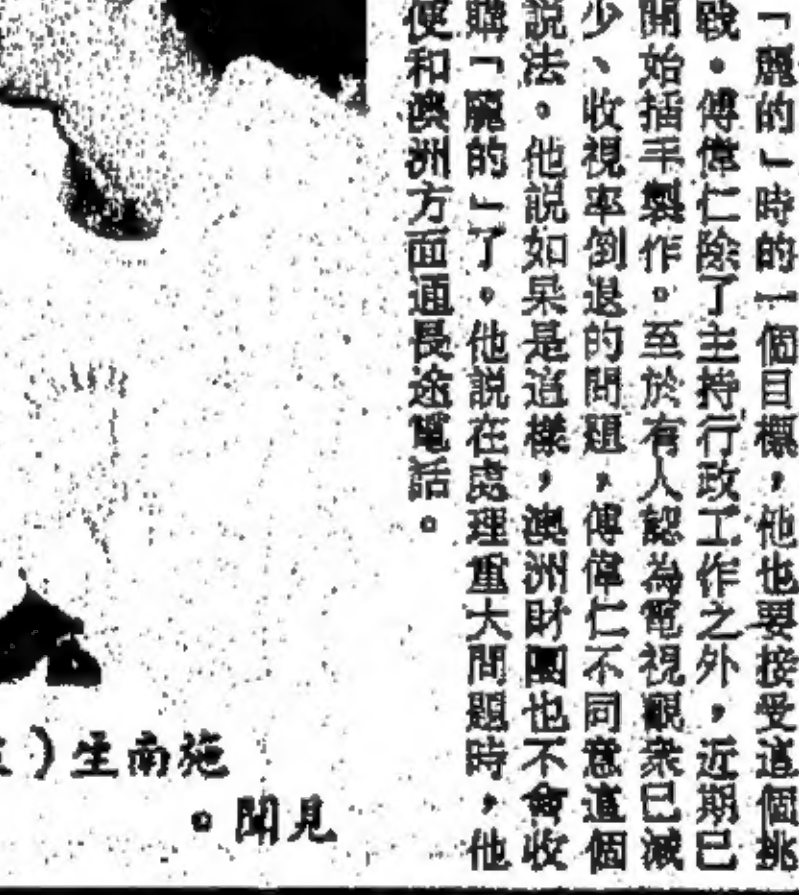 「麗的」時的一個目標，他也要接受這個挑
戰。傅偉仁除了主持行政工作之外，近期已
開始插手製作。至於有人認為電視觀衆已減
少、收視率倒退的問題，傅偉仁不同意這個
説法。他説如果是這樣，澳洲財團也不會收
購「麗的」了。他説在處理重大問題時，他
便和澳洲方面通長途電話。
）生南施
。聞見